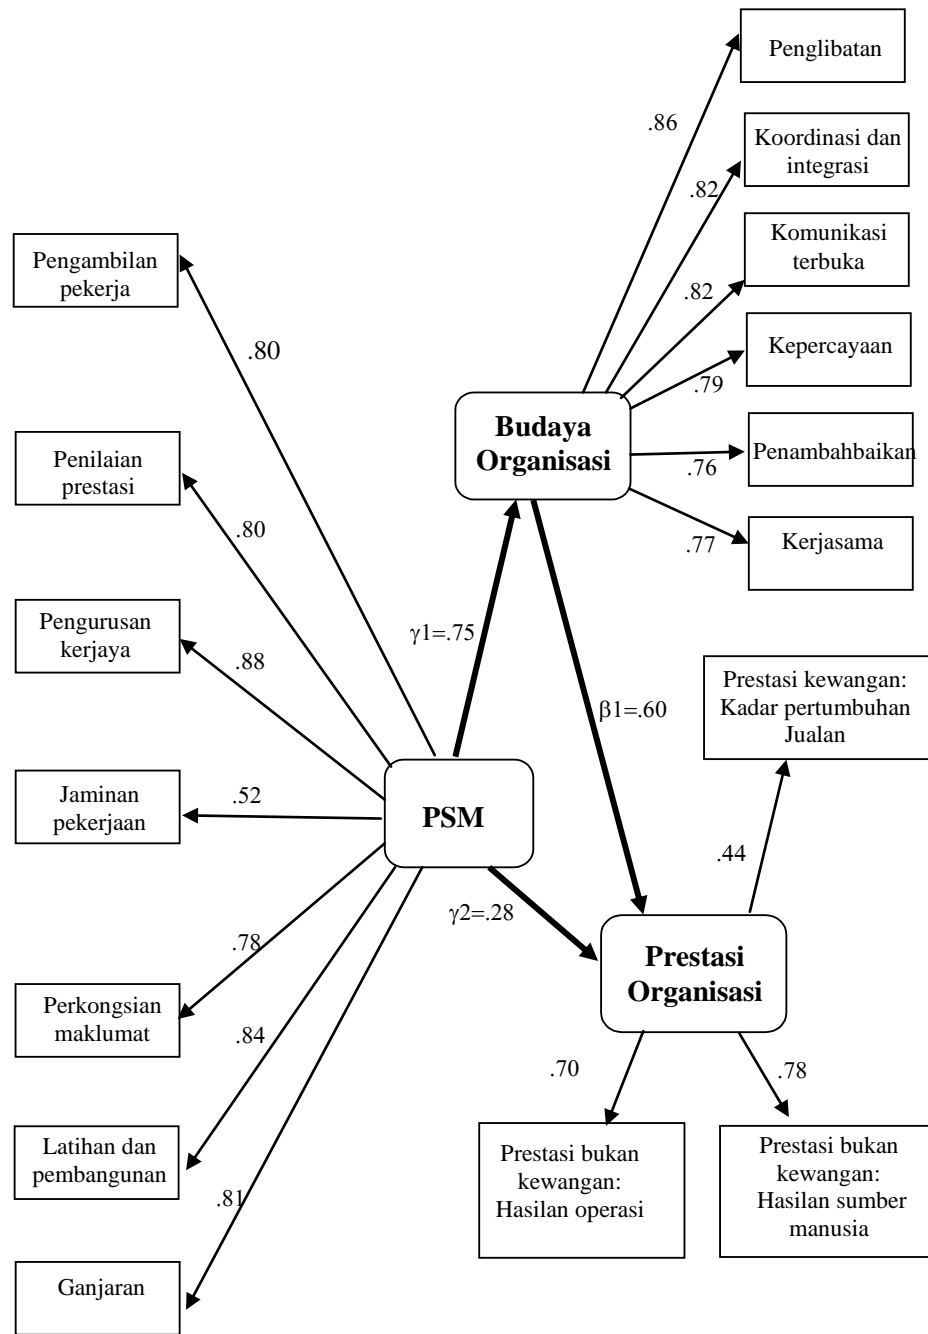 Penglibatan
.86
Koordinasi dan
integrasi
.82
Komunikasi
terbuka
.82
Pengambilan
pekerja
Kepercayaan
.79
.80
Budaya
Organisasi
Penilaian
prestasi
Penambahbaikan
.76
.80
Kerjasama
.77
Pengurusan
kerjaya
γ1=.75
.88
Prestasi kewangan:
Kadar pertumbuhan
Jualan
β1=.60
Jaminan
pekerjaan
.52
PSM
.44
γ2=.28
.78
Prestasi
Organisasi
Perkongsian
maklumat
.84
.70
.78
Latihan dan
pembangunan
Prestasi bukan
kewangan:
Hasilan operasi
Prestasi bukan
kewangan:
Hasilan sumber
manusia
.81
Ganjaran